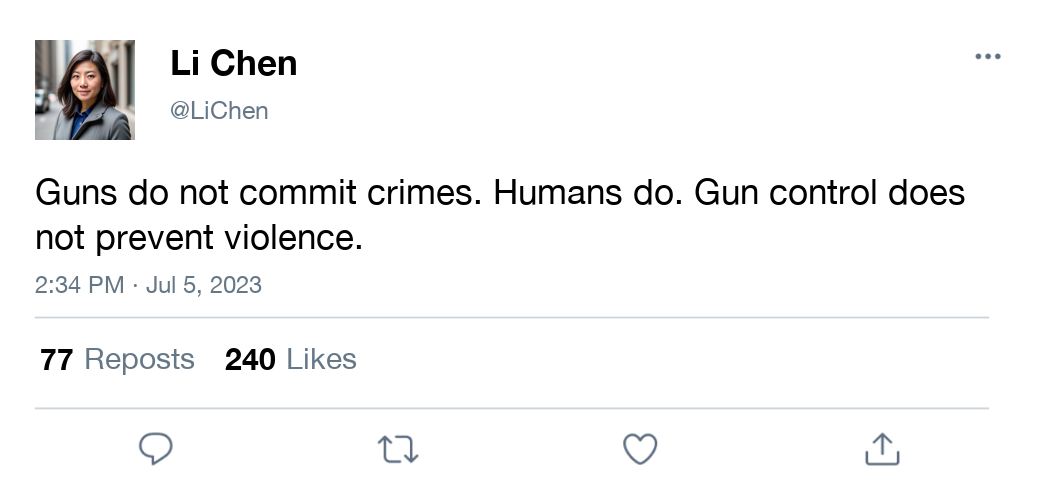 Li Chen
@LiChen
Guns do not commit crimes. Humans do. Gun control does
not prevent violence.
2:34 PM · Jul 5, 2023
77 Reposts 240 Likes